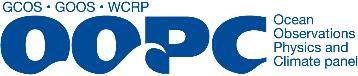 GCOS • GOOS • WCRP
OOPC
Ocean
Observations
Physics and
Climate panel